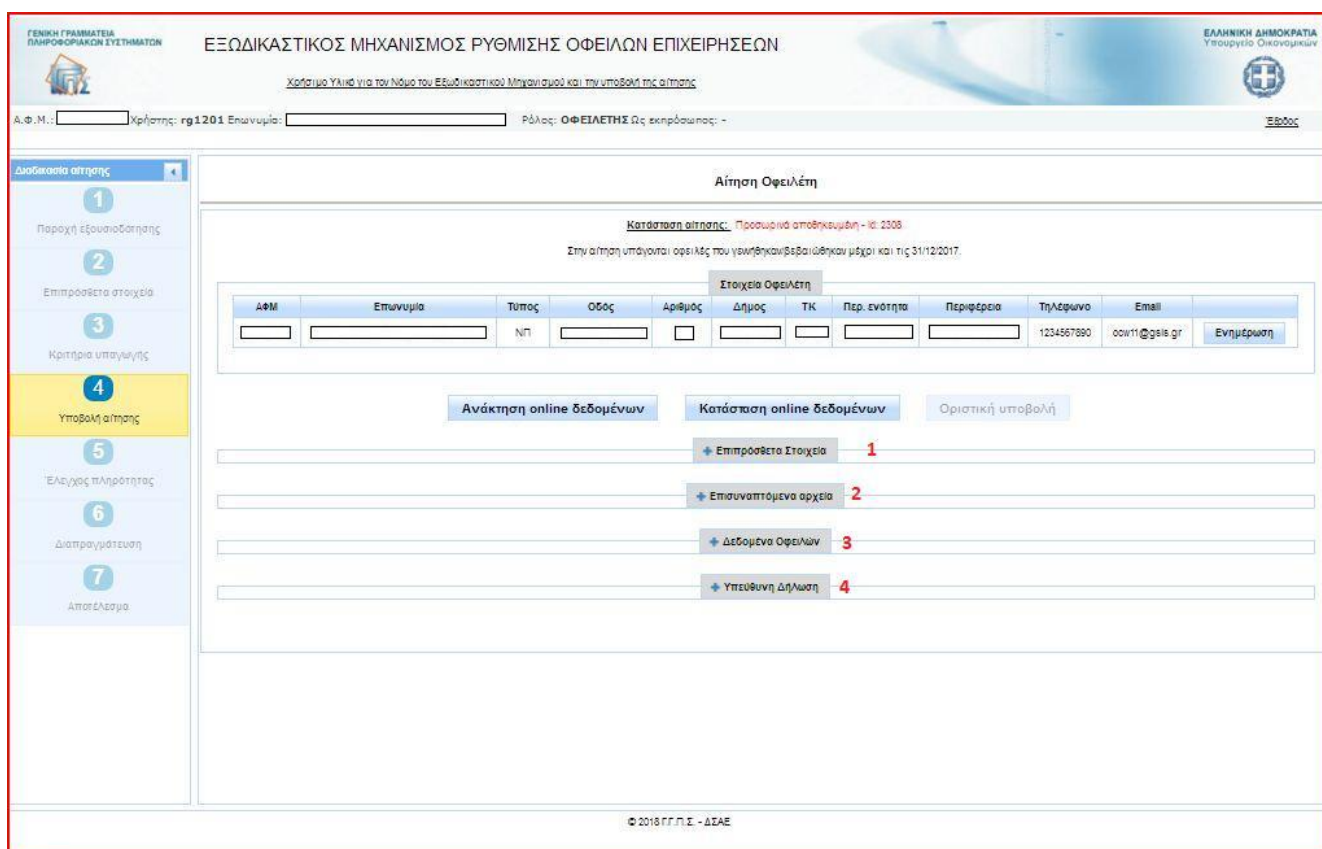 ΓΕΝΙΚΗ ΓΡΑΜΜΑΤΕΙΑ
ΠΛΗΡΟΦΟΡΙΑΚΩΝ ΣΥΣΤΗΜΑΤΩΝ
ΕΞΩΔΙΚΑΣΤΙΚΟΣ ΜΗΧΑΝΙΣΜΟΣ ΡΥΘΜΙΣΗΣ ΟΦΕΙΛΩΝ ΕΠΙΧΕΙΡΗΣΕΩΝ
ΕΛΛΗΝΙΚΗ ΔΗΜΟΚΡΑΤΙΑ
Υπουργείο Οικονομικών
Χρήσιμο Υλικό για τον Νόμο του Εξωδικαστικού Μηχανισμού και την υποβολή της αίτησης
Α.Φ.Μ.: Χρήστης: rg1201 Επωνυμία: Ρόλος: ΟΦΕΙΛΕΤΗΣ Ως εκπρόσωπος: - Έξοδος
Διαδικασία αίτησης
1
Παροχή εξουσιοδότησης
2
Επιπρόσθετα στοιχεία
3
Κριτήρια υπαγωγής
4
Υποβολή αίτησης
5
Έλεγχος πληρότητας
6
Διαπραγμάτευση
7
Αποτέλεσμα
Αίτηση Οφειλέτη
Κατάσταση αίτησης: Προσωρινά αποθηκευμένη - Id: 2308
Στην αίτηση υπάγονται οφειλές που γεννήθηκαν/βεβαιώθηκαν μέχρι και τις 31/12/2017.
Στοιχεία Οφειλέτη
ΑΦΜ Επωνυμία Τύπος Οδός Αριθμός Δήμος ΤΚ Περ. ενότητα Περιφέρεια Τηλέφωνο Email
ΝΠ 1234567890 ocw11@gsis.gr Ενημέρωση
Ανάκτηση online δεδομένων Κατάσταση online δεδομένων Οριστική υποβολή
+ Επιπρόσθετα Στοιχεία 1
+ Επισυναπτόμενα αρχεία 2
+ Δεδομένα Οφειλών 3
+ Υπεύθυνη Δήλωση 4
© 2018 Γ.Γ.Π.Σ. - ΔΣΑΕ